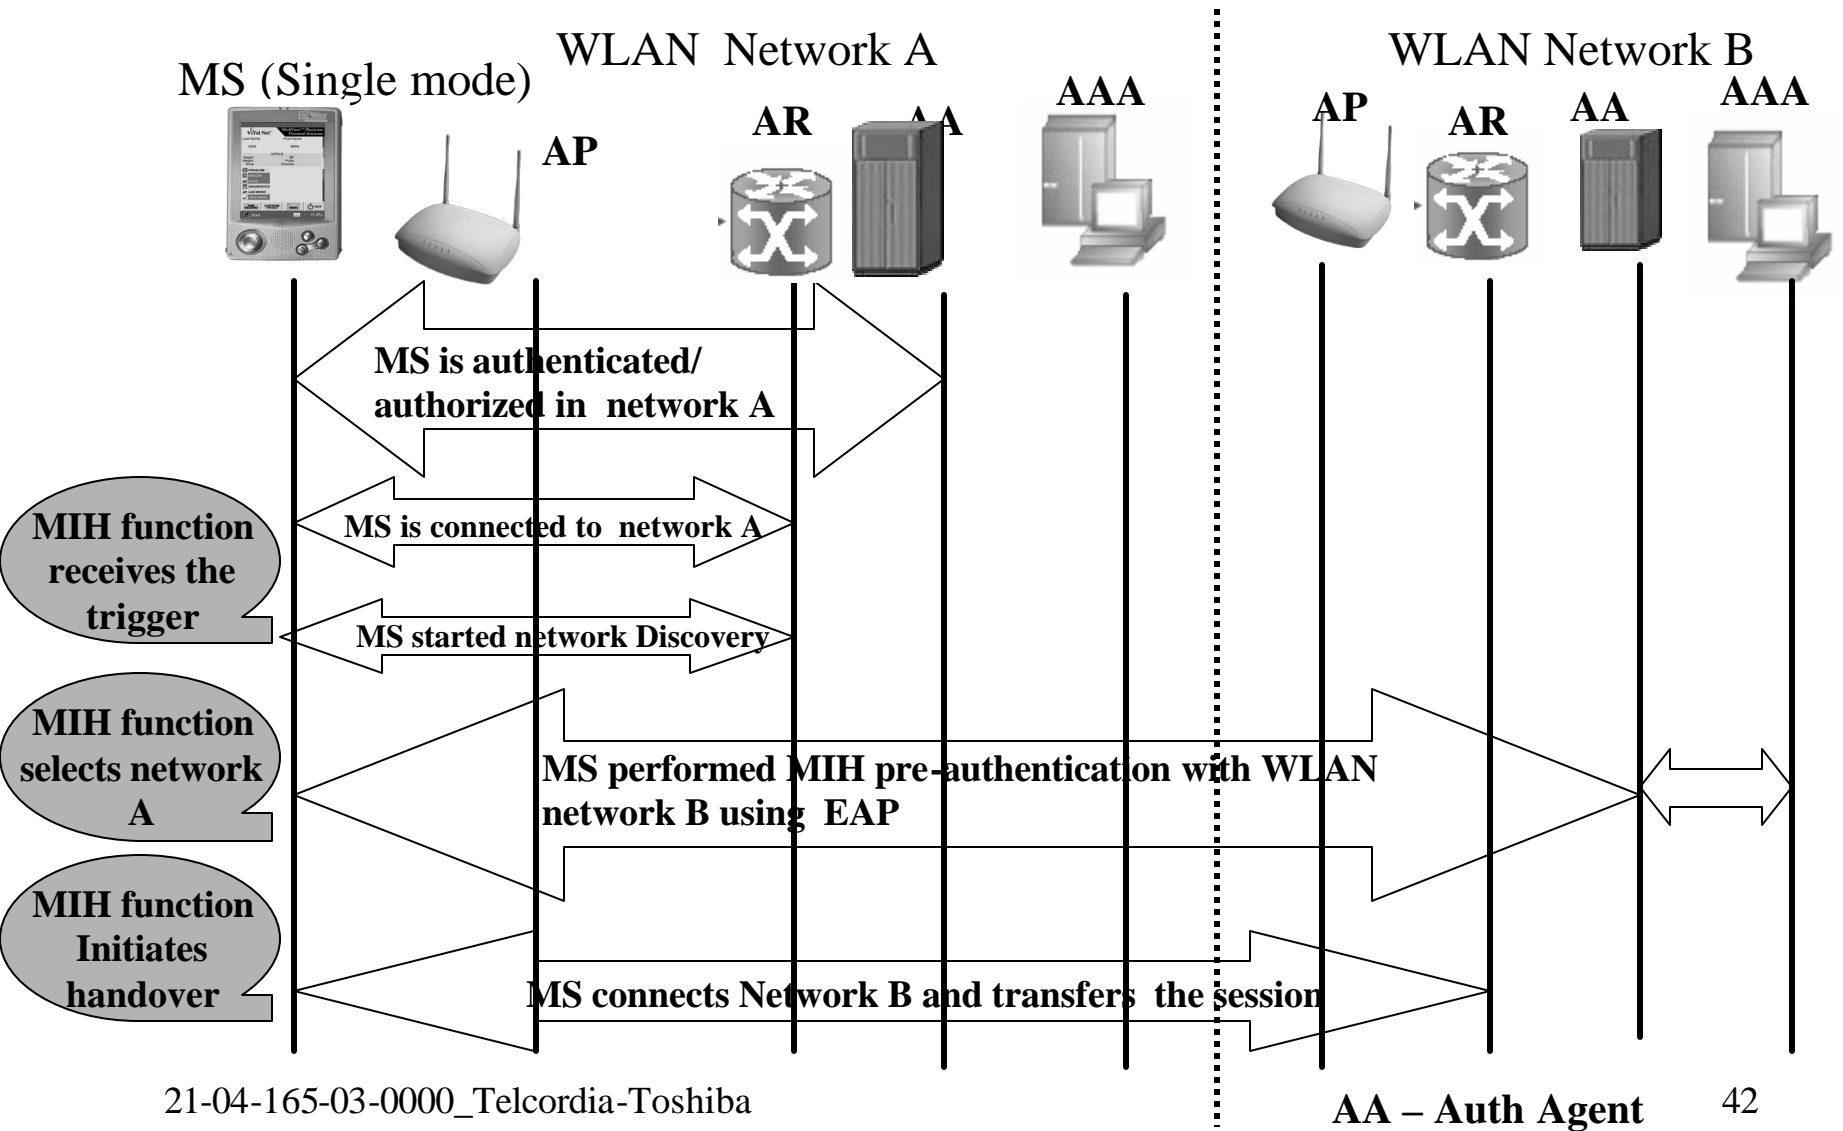 WLAN Network A
WLAN Network B
MS (Single mode)
AP
AR
AA
AAA
AP
AR
AA
AAA
MS is authenticated/
authorized in network A
MS is connected to network A
MIH function
receives the
trigger
MS started network Discovery
MIH function
selects network
A
MS performed MIH pre-authentication with WLAN
network B using EAP
MIH function
Initiates
handover
MS connects Network B and transfers the session
21-04-165-03-0000_Telcordia-Toshiba
AA – Auth Agent
42